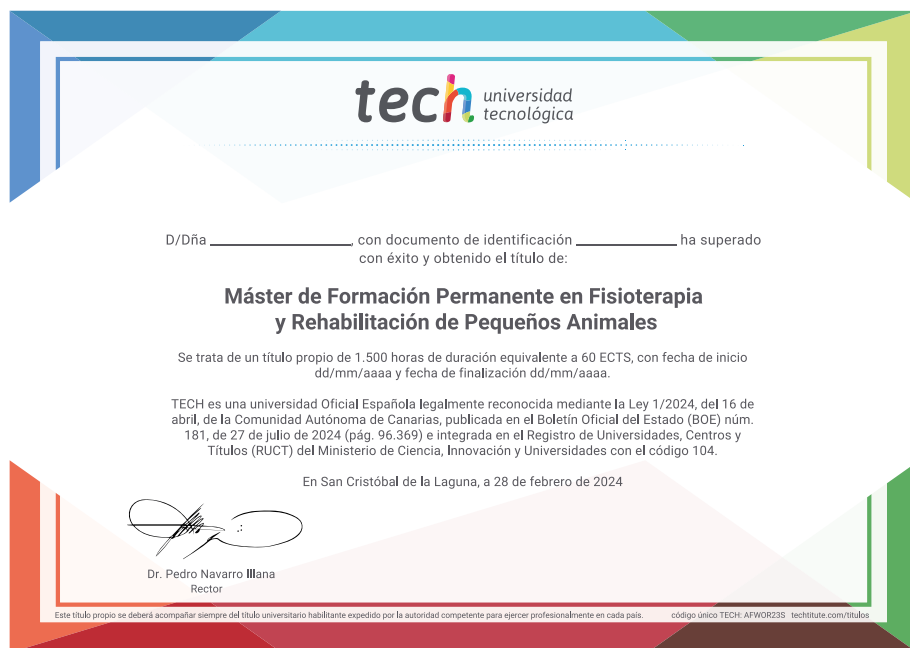 tech universidad
tecnológica
D/Dña ______________, con documento de identificación __________ ha superado
con éxito y obtenido el título de:
Máster de Formación Permanente en Fisioterapia
y Rehabilitación de Pequeños Animales
Se trata de un título propio de 1.500 horas de duración equivalente a 60 ECTS, con fecha de inicio
dd/mm/aaaa y fecha de finalización dd/mm/aaaa.
TECH es una universidad Oficial Española legalmente reconocida mediante la Ley 1/2024, del 16 de
abril, de la Comunidad Autónoma de Canarias, publicada en el Boletín Oficial del Estado (BOE) núm.
181, de 27 de julio de 2024 (pág. 96.369) e integrada en el Registro de Universidades, Centros y
Títulos (RUCT) del Ministerio de Ciencia, Innovación y Universidades con el código 104.
En San Cristóbal de la Laguna, a 28 de febrero de 2024
Dr. Pedro Navarro Illana
Rector
Este título propio se deberá acompañar siempre del título universitario habilitante expedido por la autoridad competente para ejercer profesionalmente en cada país. código único TECH: AFWOR23S techtitute.com/titulos